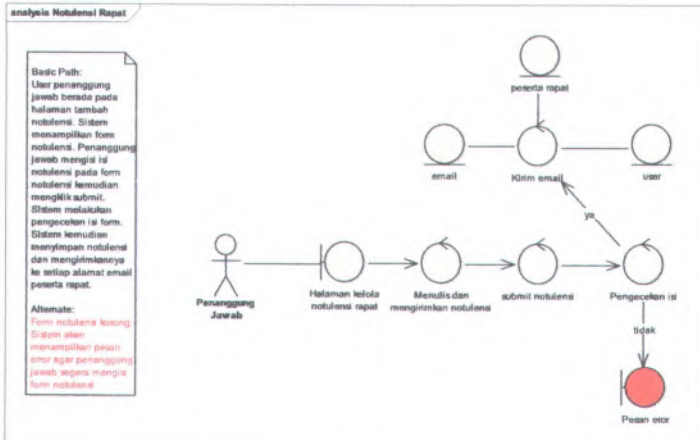 analysis Notulensi Rapat
Basic Path:
User penanggung
jawab berada pada
halaman tambah
notulensi. Sistem
menampilkan form
notulensi. Penanggung
jawab mengisi isi
notulensi pada form
notulensi kemudian
mengklik submit.
Sistem melakukan
pengecekan isi form.
Sistem kemudian
menyimpan notulensi
dan mengirimkannya
ke setiap alamat email
peserta rapat.
Alternate:
Form notulensi kosong:
Sistem akan
menampilkan pesan
error agar penanggung
jawab segera mengisi
form notulensi
peserta rapat
email
Kirim email
user
ya
Penanggung
Jawab
Halaman kelola
notulensi rapat
Menulis dan
mengirimkan notulensi
submit notulensi
Pengecekan isi
tidak
Pesan eror